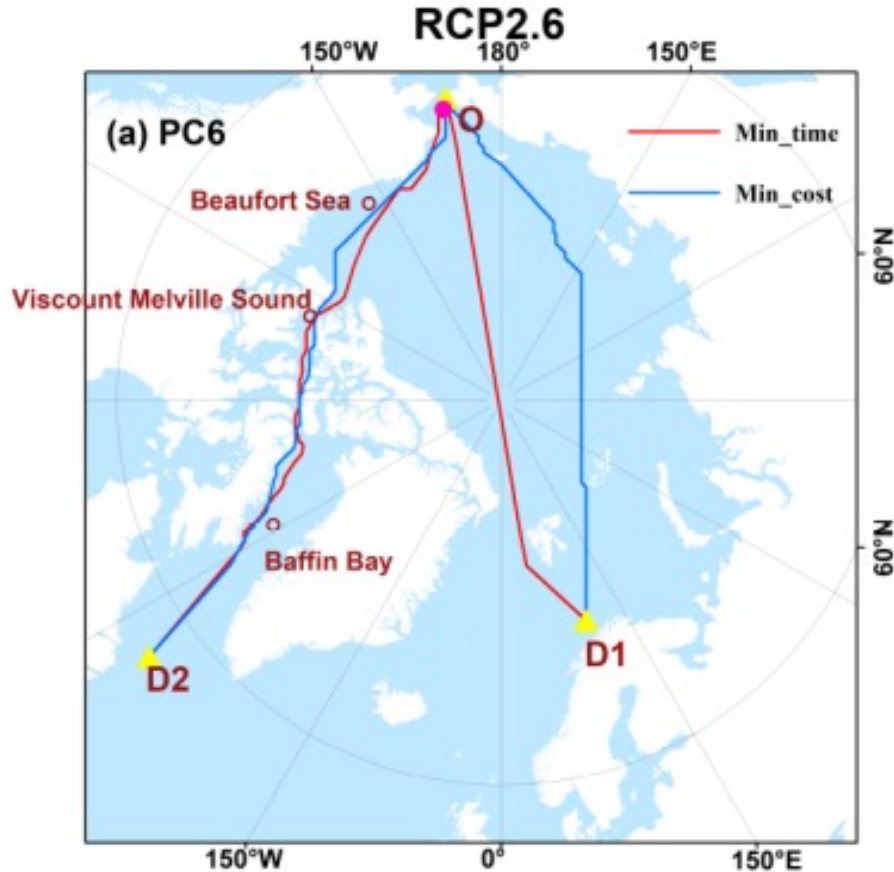 RCP2.6
150°W 180° 150°E
(a) PC6
O
Min_time
Min_cost
Beaufort Sea
60°N
Viscount Melville Sound
Baffin Bay
60°N
D1
D2
150°W 0° 150°E